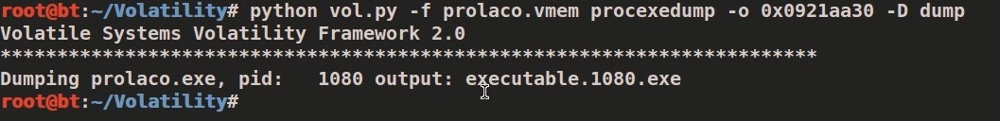 root@bt:~/Volatility# python vol.py -f prolaco.vmem procexedump -o 0x0921aa30 -D dump
Volatile Systems Volatility Framework 2.0
************************************************************************
Dumping prolaco.exe, pid:   1080 output: executable.1080.exe
root@bt:~/Volatility#